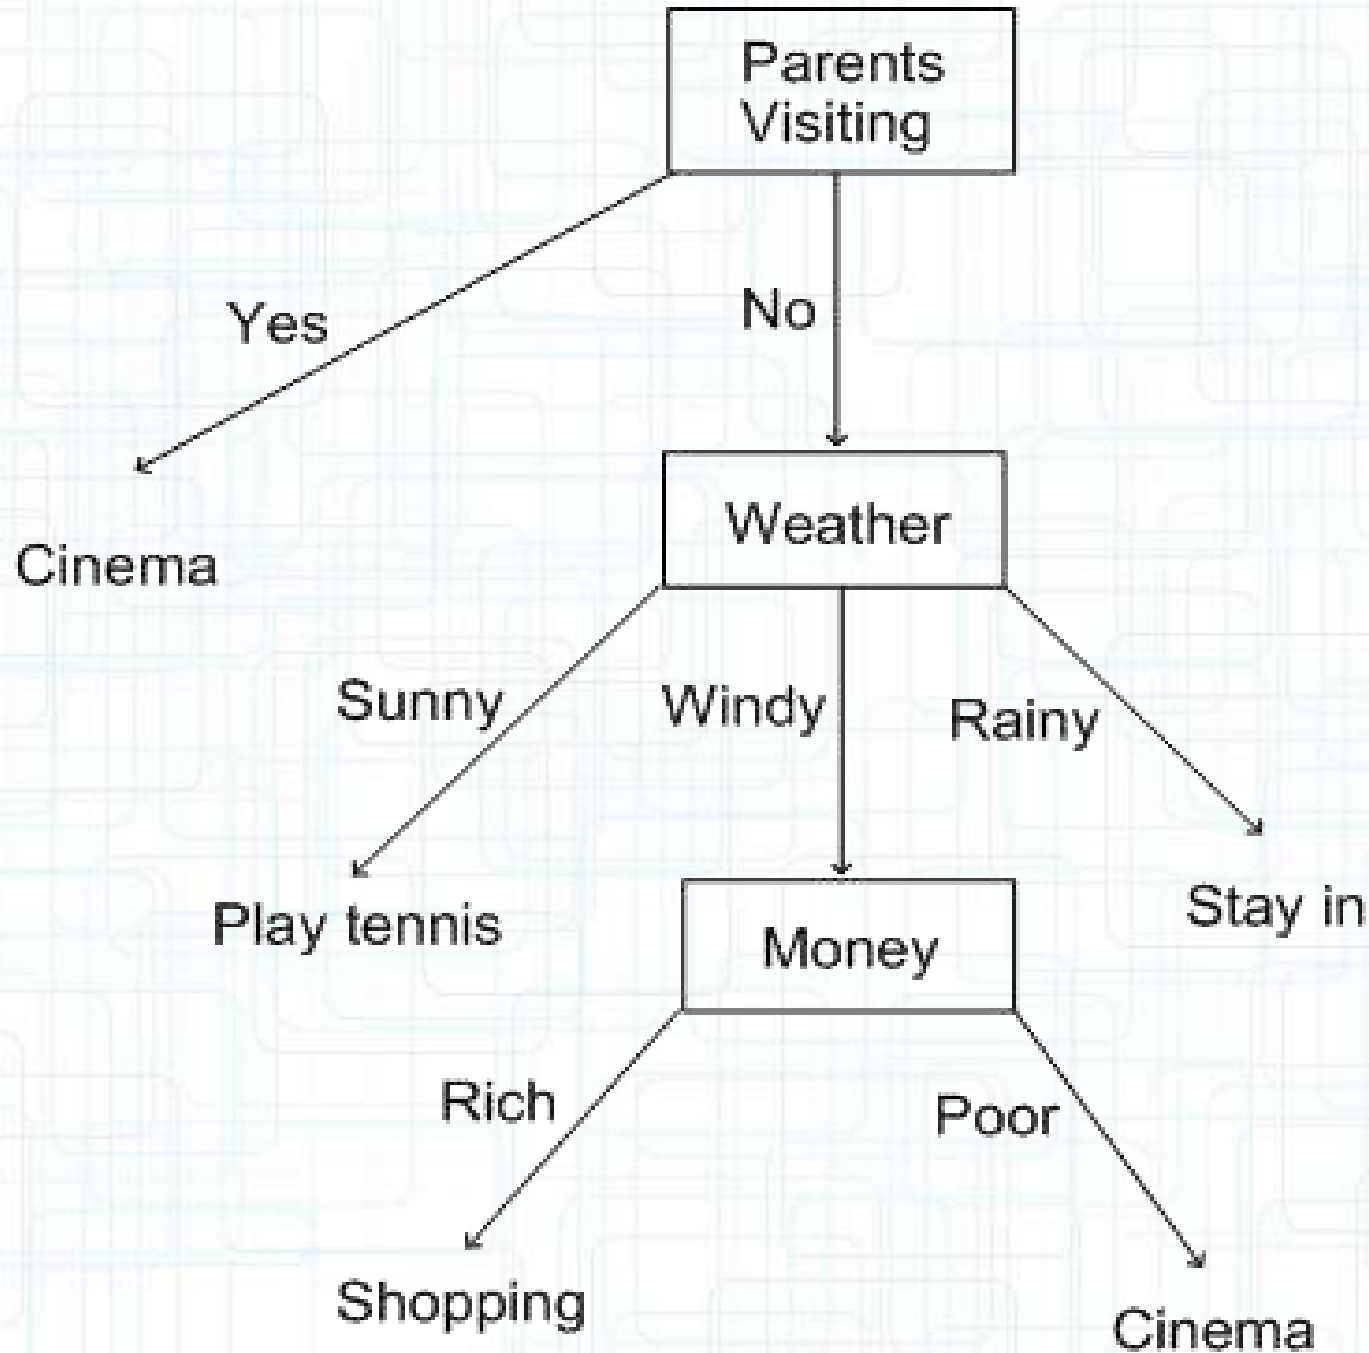 Parents
Visiting
Yes
No
Cinema
Weather
Sunny
Windy
Rainy
Play tennis
Money
Stay in
Rich
Poor
Shopping
Cinema